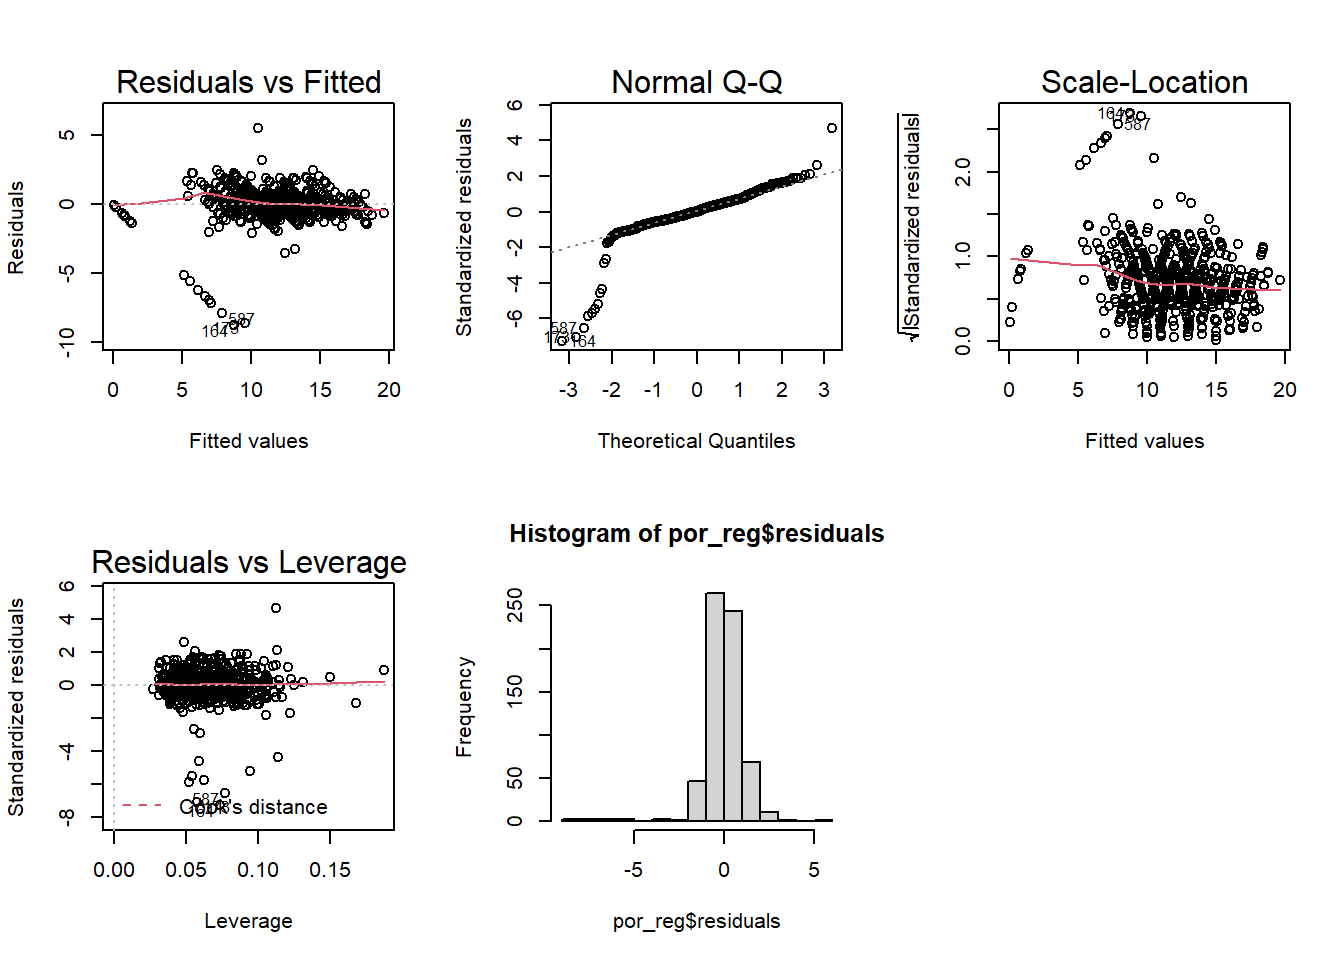 Residuals vs Fitted
Residuals
5
0
-5
-10
587
164
0 5 10 15 20
Fitted values
Normal Q-Q
Standardized residuals
6
4
2
0
-2
-4
-6
587
173
164
-3 -2 -1 0 1 2 3
Theoretical Quantiles
Scale-Location
√|Standardized residuals|
2.0
1.0
0.0
164
587
0 5 10 15 20
Fitted values
Residuals vs Leverage
Standardized residuals
6
4
2
0
-4
-8
587
164
Cook's distance
0.00 0.05 0.10 0.15
Leverage
Histogram of por_reg$residuals
Frequency
250
150
50
0
-5 0 5
por_reg$residuals